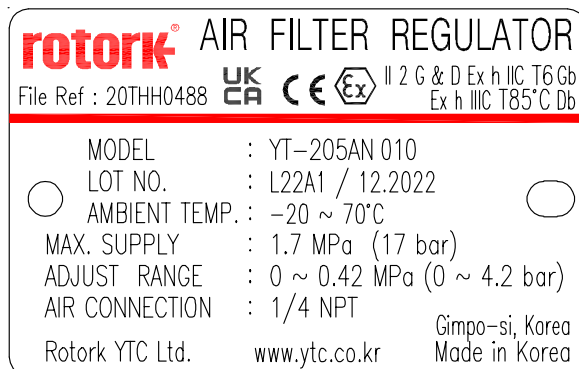 rotork® AIR FILTER REGULATOR
File Ref : 20THH0488 UK CA CE Ex II 2 G & D Ex h IIC T6 Gb
Ex h IIIC T85°C Db
MODEL : YT-205AN 010
LOT NO. : L22A1 / 12.2022
AMBIENT TEMP. : -20 ~ 70°C
MAX. SUPPLY : 1.7 MPa (17 bar)
ADJUST RANGE : 0 ~ 0.42 MPa (0 ~ 4.2 bar)
AIR CONNECTION : 1/4 NPT
Gimpo-si, Korea
Rotork YTC Ltd. www.ytc.co.kr Made in Korea